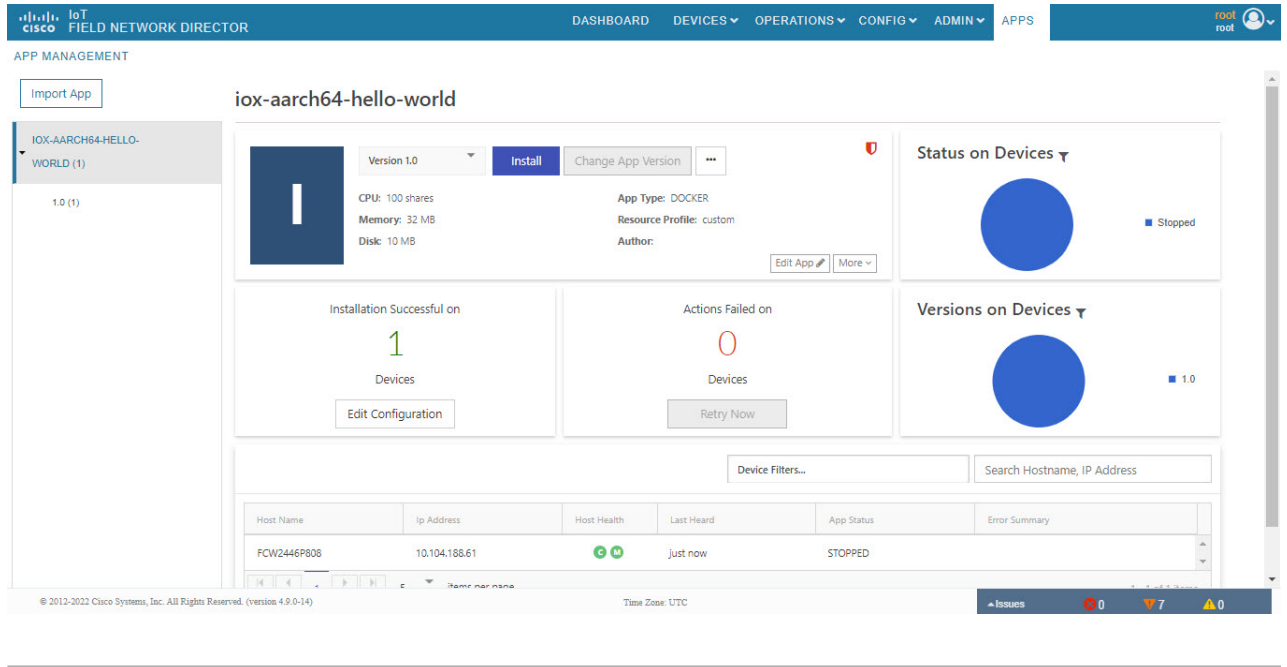 IoT
CISCO FIELD NETWORK DIRECTOR
DASHBOARD DEVICES OPERATIONS CONFIG ADMIN APPS
root
root
APP MANAGEMENT
Import App
iox-aarch64-hello-world
IOX-AARCH64-HELLO-
WORLD (1)
1.0 (1)
I
Version 1.0 Install Change App Version ...
CPU: 100 shares App Type: DOCKER
Memory: 32 MB Resource Profile: custom
Disk: 10 MB Author:
Edit App More
Status on Devices
Stopped
Installation Successful on
1
Devices
Edit Configuration
Actions Failed on
0
Devices
Retry Now
Versions on Devices
1.0
Device Filters... Search Hostname, IP Address
Host Name Ip Address Host Health Last Heard App Status Error Summary
FCW2446P808 10.104.188.61 C M just now STOPPED
5 items per page 1 - 1 of 1 items
© 2012-2022 Cisco Systems, Inc. All Rights Reserved. (version 4.9.0-14) Time Zone: UTC Issues 0 7 0